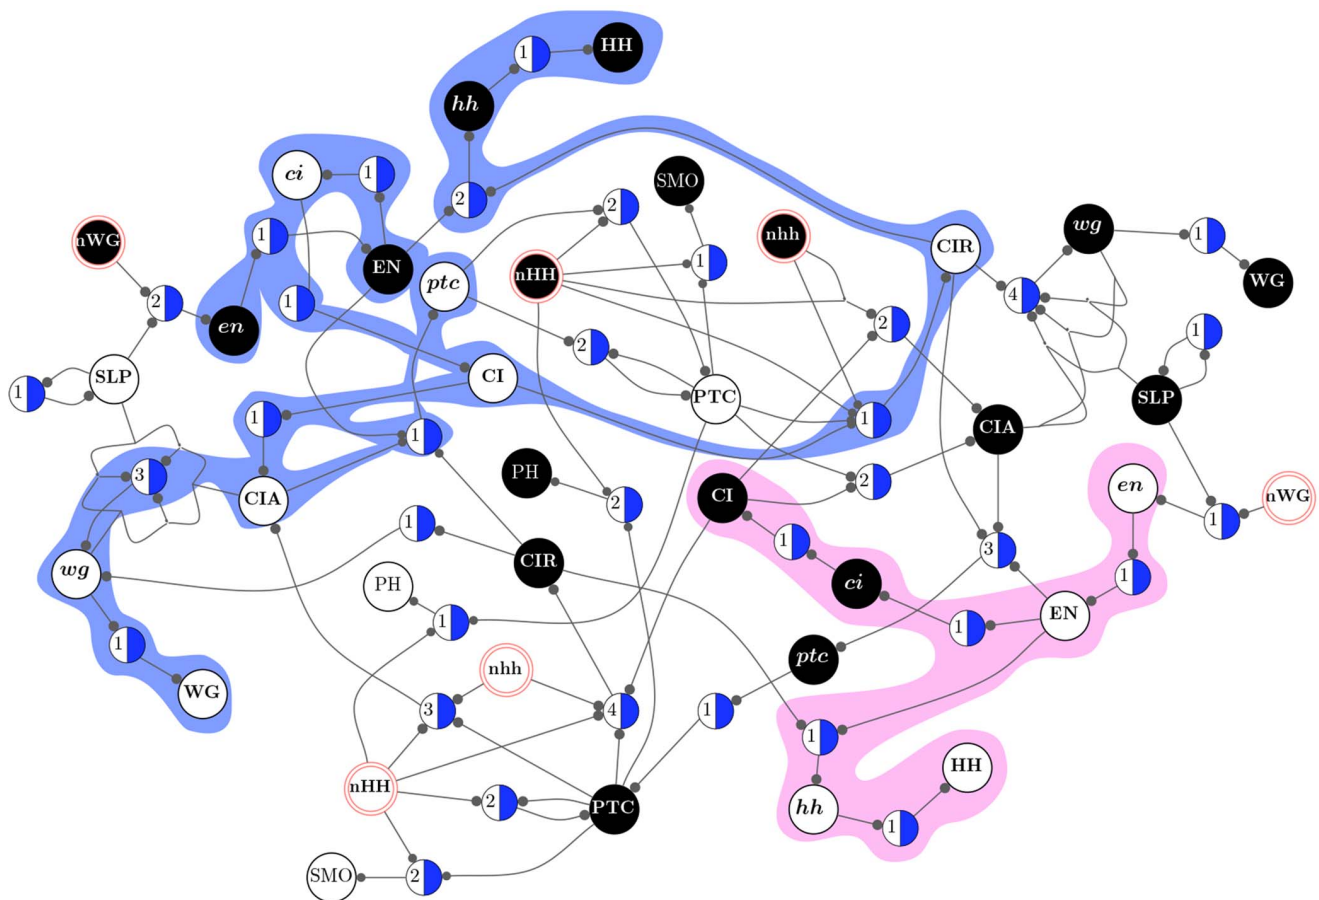 1
HH
hh
ci
1
SMO
2
2
nhh
wg
1
nWG
1
CIR
EN
ptc
nHH
1
WG
2
1
4
en
2
1
2
SLP
CI
1
PTC
SLP
1
1
1
CIA
1
3
PH
2
CI
en
nWG
CIA
2
1
1
1
3
wg
CIR
PH
ci
1
1
1
EN
1
ptc
nhh
WG
3
4
1
1
nHH
HH
2
PTC
hh
1
SMO
2